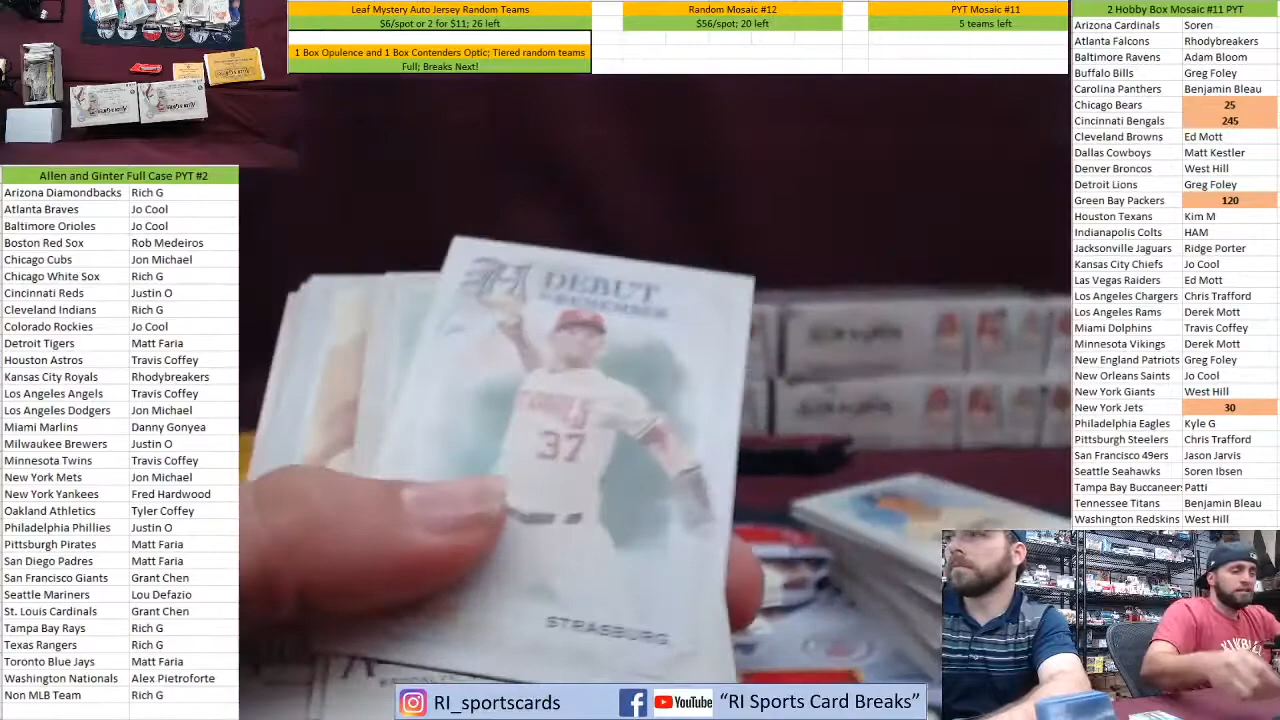 Leaf Mystery Auto Jersey Random Teams
$6/spot or 2 for $11; 26 left
1 Box Opulence and 1 Box Contenders Optic; Tiered random teams
Full; Breaks Next!
Random Mosaic #12
$56/spot; 20 left
PYT Mosaic #11
5 teams left
2 Hobby Box Mosaic #11 PYT
Arizona Cardinals Soren
Atlanta Falcons Rhodybreakers
Baltimore Ravens Adam Bloom
Buffalo Bills Greg Foley
Carolina Panthers Benjamin Bleau
Chicago Bears 25
Cincinnati Bengals 245
Cleveland Browns Ed Mott
Dallas Cowboys Matt Kestler
Denver Broncos West Hill
Detroit Lions Greg Foley
Green Bay Packers 120
Houston Texans Kim M
Indianapolis Colts HAM
Jacksonville Jaguars Ridge Porter
Kansas City Chiefs Jo Cool
Las Vegas Raiders Ed Mott
Los Angeles Chargers Chris Trafford
Los Angeles Rams Derek Mott
Miami Dolphins Travis Coffey
Minnesota Vikings Derek Mott
New England Patriots Greg Foley
New Orleans Saints Jo Cool
New York Giants West Hill
New York Jets 30
Philadelphia Eagles Kyle G
Pittsburgh Steelers Chris Trafford
San Francisco 49ers Jason Jarvis
Seattle Seahawks Soren Ibsen
Tampa Bay Buccaneers Patti
Tennessee Titans Benjamin Bleau
Washington Redskins West Hill
Allen and Ginter Full Case PYT #2
Arizona Diamondbacks Rich G
Atlanta Braves Jo Cool
Baltimore Orioles Jo Cool
Boston Red Sox Rob Medeiros
Chicago Cubs Jon Michael
Chicago White Sox Rich G
Cincinnati Reds Justin O
Cleveland Indians Rich G
Colorado Rockies Jo Cool
Detroit Tigers Matt Faria
Houston Astros Travis Coffey
Kansas City Royals Rhodybreakers
Los Angeles Angels Travis Coffey
Los Angeles Dodgers Jon Michael
Miami Marlins Danny Gonyea
Milwaukee Brewers Justin O
Minnesota Twins Travis Coffey
New York Mets Jon Michael
New York Yankees Fred Hardwood
Oakland Athletics Tyler Coffey
Philadelphia Phillies Justin O
Pittsburgh Pirates Matt Faria
San Diego Padres Matt Faria
San Francisco Giants Grant Chen
Seattle Mariners Lou Defazio
St. Louis Cardinals Grant Chen
Tampa Bay Rays Rich G
Texas Rangers Rich G
Toronto Blue Jays Matt Faria
Washington Nationals Alex Pietroforte
Non MLB Team Rich G
DEBUT
REMEMBER
37
STRASBURG
RI_sportscards
YouTube
"RI Sports Card Breaks"